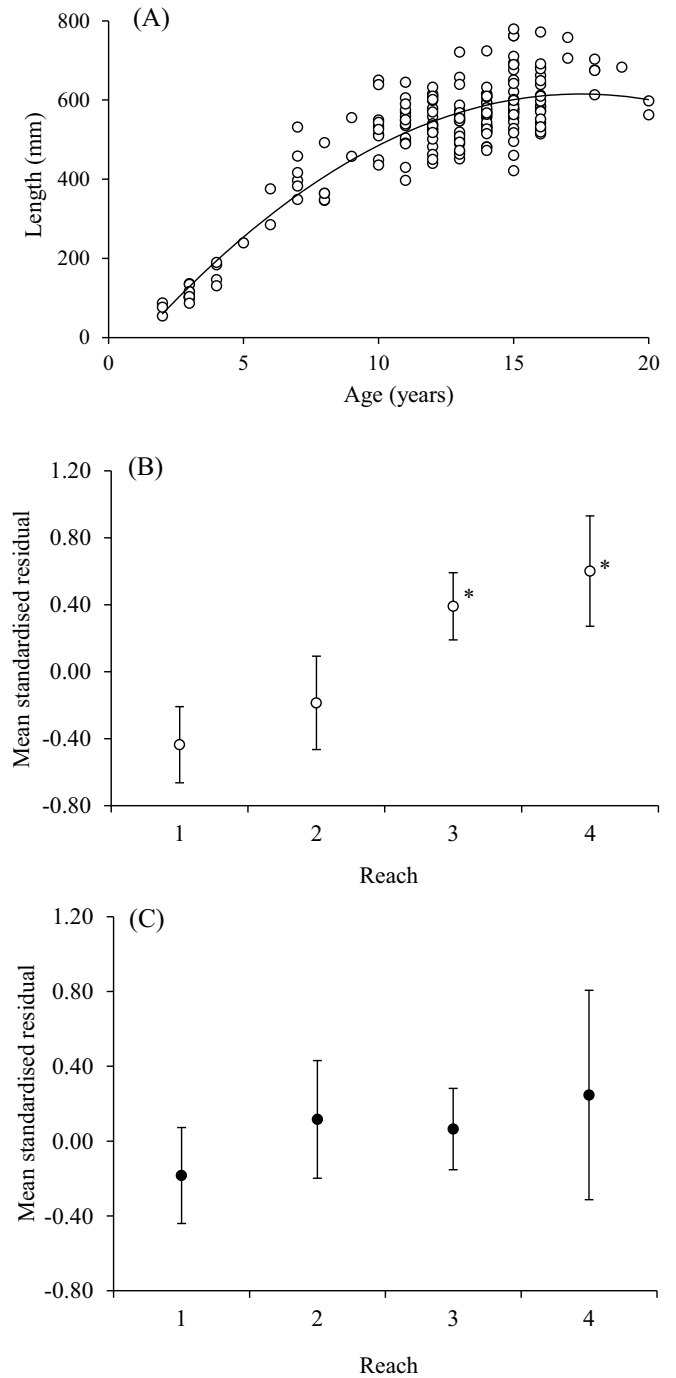 (A)
800
600
400
200
0
Length (mm)
0 5 10 15 20
Age (years)
(B)
1.20
0.80
0.40
0.00
-0.40
-0.80
Mean standardised residual
*
*
1 2 3 4
Reach
(C)
1.20
0.80
0.40
0.00
-0.40
-0.80
Mean standardised residual
1 2 3 4
Reach